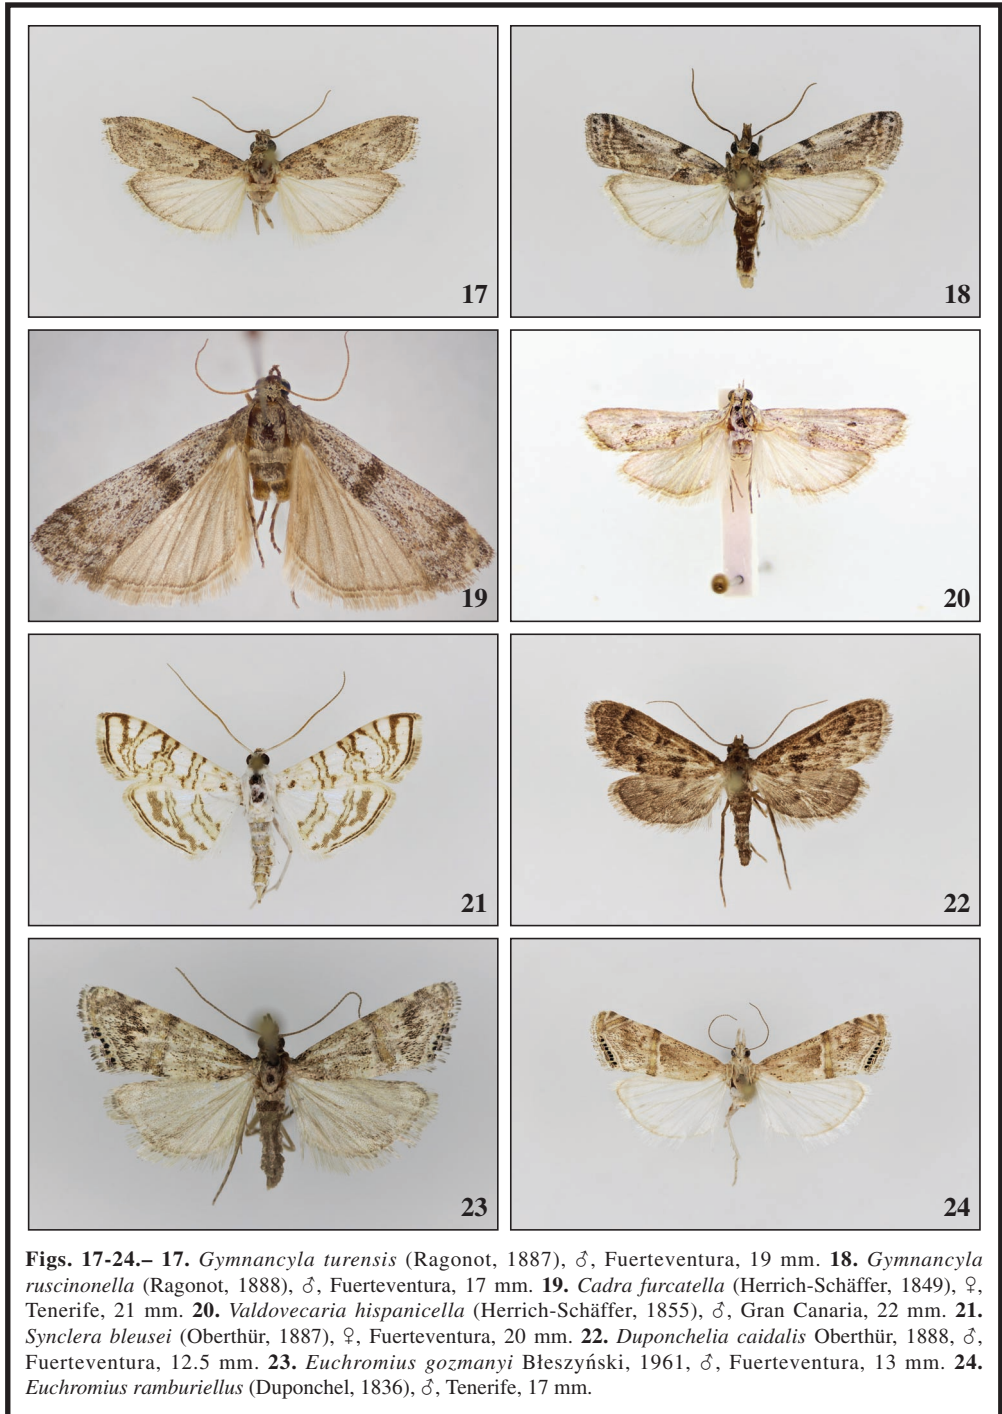 17
18
19
20
21
22
23
24
Figs. 17-24.– 17. Gymnancyla turensis (Ragonot, 1887), ♂, Fuerteventura, 19 mm. 18. Gymnancyla
ruscinonella (Ragonot, 1888), ♂, Fuerteventura, 17 mm. 19. Cadra furcatella (Herrich-Schäffer, 1849), ♀,
Tenerife, 21 mm. 20. Valdovecaria hispanicella (Herrich-Schäffer, 1855), ♂, Gran Canaria, 22 mm. 21.
Synclera bleusei (Oberthür, 1887), ♀, Fuerteventura, 20 mm. 22. Duponchelia caidalis Oberthür, 1888, ♂,
Fuerteventura, 12.5 mm. 23. Euchromius gozmanyi Błeszyński, 1961, ♂, Fuerteventura, 13 mm. 24.
Euchromius ramburiellus (Duponchel, 1836), ♂, Tenerife, 17 mm.